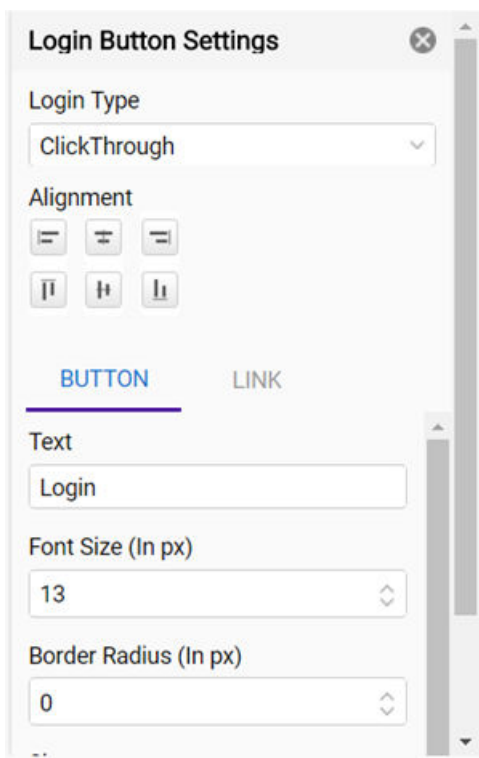 Login Button Settings
Login Type
ClickThrough
Alignment
BUTTON LINK
Text
Login
Font Size (In px)
13
Border Radius (In px)
0